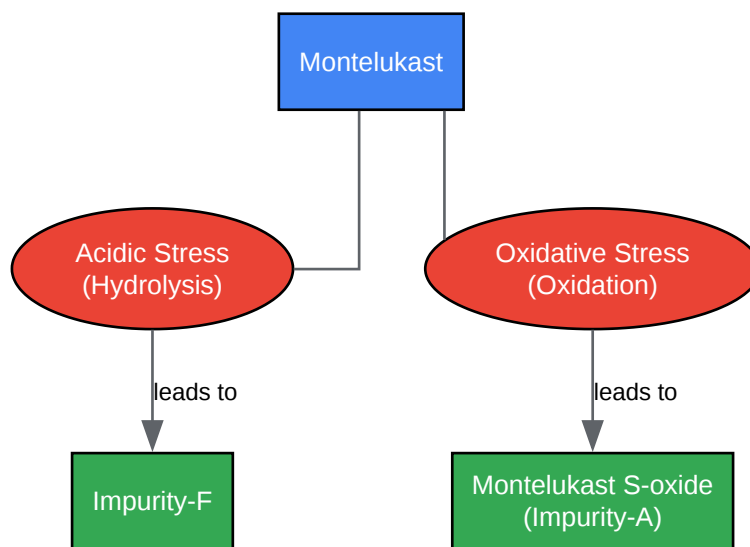 Montelukast
Acidic Stress
(Hydrolysis)
Oxidative Stress
(Oxidation)
leads to
leads to
Impurity-F
Montelukast S-oxide
(Impurity-A)